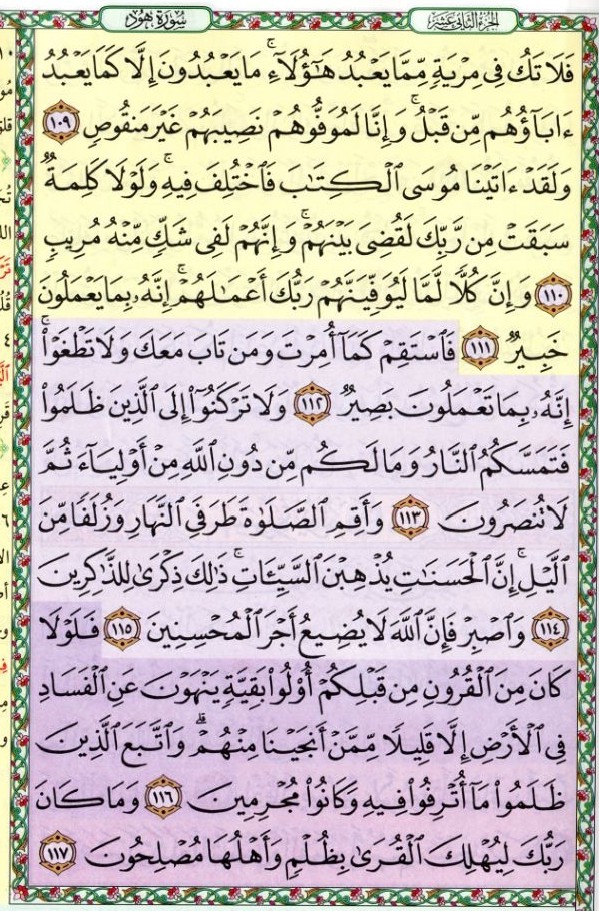 الجزء الثاني عشر
سورة هود
فَلَا تَكُ فِى مِرْيَةٍ مِّمَّا يَعْبُدُ هَـٰٓؤُلَآءِ ۚ مَا يَعْبُدُونَ إِلَّا كَمَا يَعْبُدُ
ءَابَآؤُهُم مِّن قَبْلُ ۚ وَإِنَّا لَمُوَفُّوهُمْ نَصِيبَهُمْ غَيْرَ مَنقُوصٍ ١٠٩
وَلَقَدْ ءَاتَيْنَا مُوسَى ٱلْكِتَـٰبَ فَٱخْتُلِفَ فِيهِ ۚ وَلَوْلَا كَلِمَةٌ
سَبَقَتْ مِن رَّبِّكَ لَقُضِىَ بَيْنَهُمْ ۚ وَإِنَّهُمْ لَفِى شَكٍّ مِّنْهُ مُرِيبٍ
١١٠ وَإِنَّ كُلًّا لَّمَّا لَيُوَفِّيَنَّهُمْ رَبُّكَ أَعْمَـٰلَهُمْ ۚ إِنَّهُۥ بِمَا يَعْمَلُونَ
خَبِيرٌ ١١١ فَٱسْتَقِمْ كَمَآ أُمِرْتَ وَمَن تَابَ مَعَكَ وَلَا تَطْغَوْا۟ ۚ
إِنَّهُۥ بِمَا تَعْمَلُونَ بَصِيرٌ ١١٢ وَلَا تَرْكَنُوٓا۟ إِلَى ٱلَّذِينَ ظَلَمُوا۟
فَتَمَسَّكُمُ ٱلنَّارُ وَمَا لَكُم مِّن دُونِ ٱللَّهِ مِنْ أَوْلِيَآءَ ثُمَّ
لَا تُنصَرُونَ ١١٣ وَأَقِمِ ٱلصَّلَوٰةَ طَرَفَىِ ٱلنَّهَارِ وَزُلَفًا مِّنَ
ٱلَّيْلِ ۚ إِنَّ ٱلْحَسَنَـٰتِ يُذْهِبْنَ ٱلسَّيِّـَٔاتِ ۚ ذَٰلِكَ ذِكْرَىٰ لِلذَّٰكِرِينَ
١١٤ وَٱصْبِرْ فَإِنَّ ٱللَّهَ لَا يُضِيعُ أَجْرَ ٱلْمُحْسِنِينَ ١١٥ فَلَوْلَا
كَانَ مِنَ ٱلْقُرُونِ مِن قَبْلِكُمْ أُو۟لُوا۟ بَقِيَّةٍ يَنْهَوْنَ عَنِ ٱلْفَسَادِ
فِى ٱلْأَرْضِ إِلَّا قَلِيلًا مِّمَّنْ أَنجَيْنَا مِنْهُمْ ۗ وَٱتَّبَعَ ٱلَّذِينَ
ظَلَمُوا۟ مَآ أُتْرِفُوا۟ فِيهِ وَكَانُوا۟ مُجْرِمِينَ ١١٦ وَمَا كَانَ
رَبُّكَ لِيُهْلِكَ ٱلْقُرَىٰ بِظُلْمٍ وَأَهْلُهَا مُصْلِحُونَ ١١٧